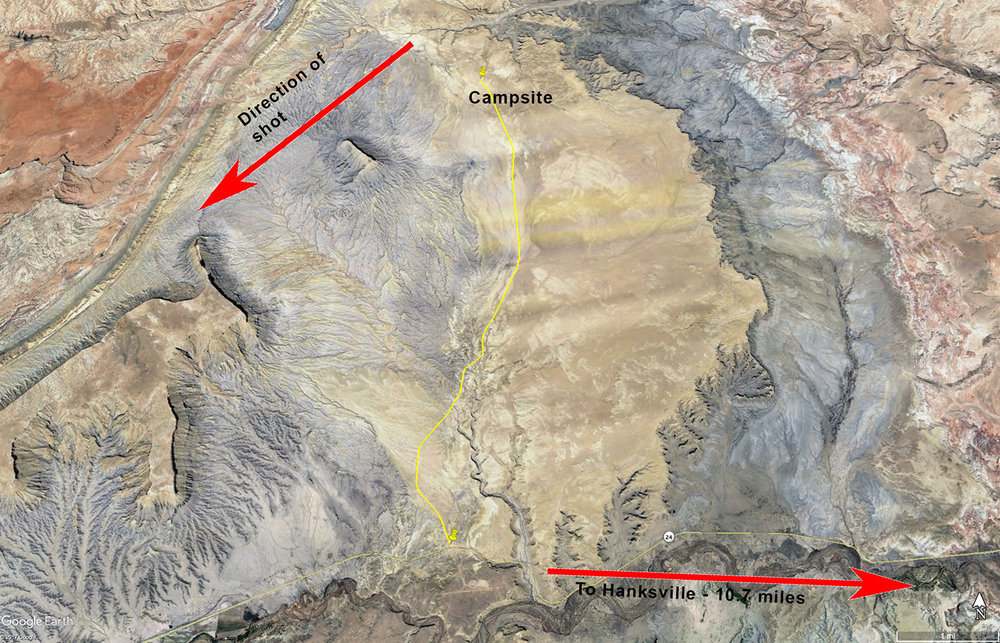 Direction of
shot
Campsite
24
To Hanksville - 10.7 miles
N
Google Earth
1 mi